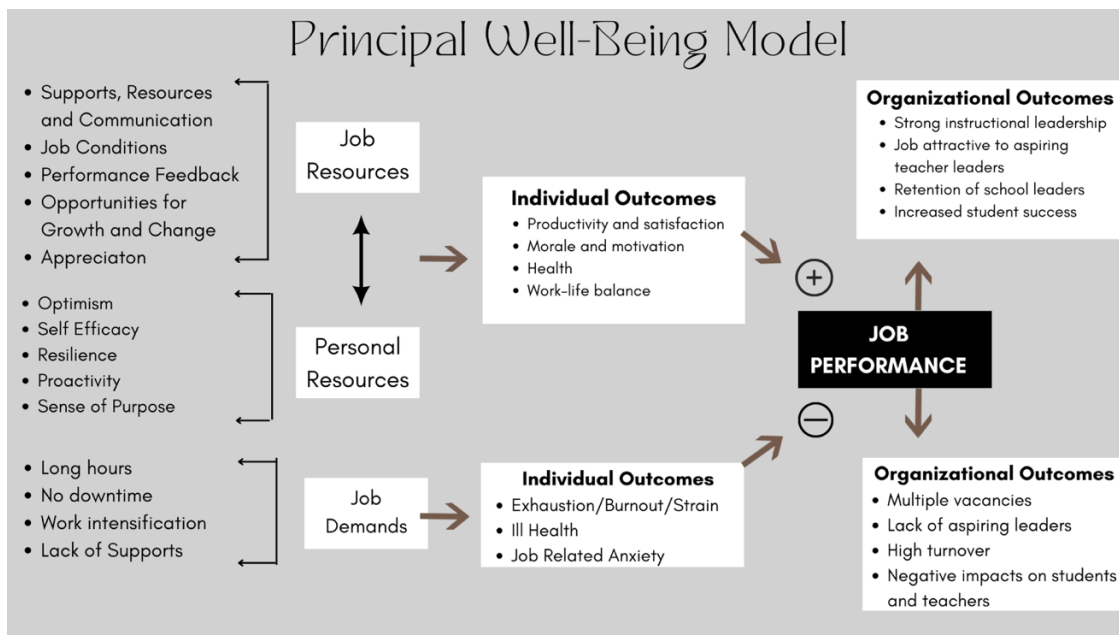 Principal Well-Being Model
• Supports, Resources
and Communication
• Job Conditions
• Performance Feedback
• Opportunities for
Growth and Change
• Appreciaton
• Optimism
• Self Efficacy
• Resilience
• Proactivity
• Sense of Purpose
• Long hours
• No downtime
• Work intensification
• Lack of Supports
Job
Resources
Personal
Resources
Job
Demands
Individual Outcomes
• Productivity and satisfaction
• Morale and motivation
• Health
• Work-life balance
Individual Outcomes
• Exhaustion/Burnout/Strain
• Ill Health
• Job Related Anxiety
Organizational Outcomes
• Strong instructional leadership
• Job attractive to aspiring
teacher leaders
• Retention of school leaders
• Increased student success
+
JOB
PERFORMANCE
−
Organizational Outcomes
• Multiple vacancies
• Lack of aspiring leaders
• High turnover
• Negative impacts on students
and teachers